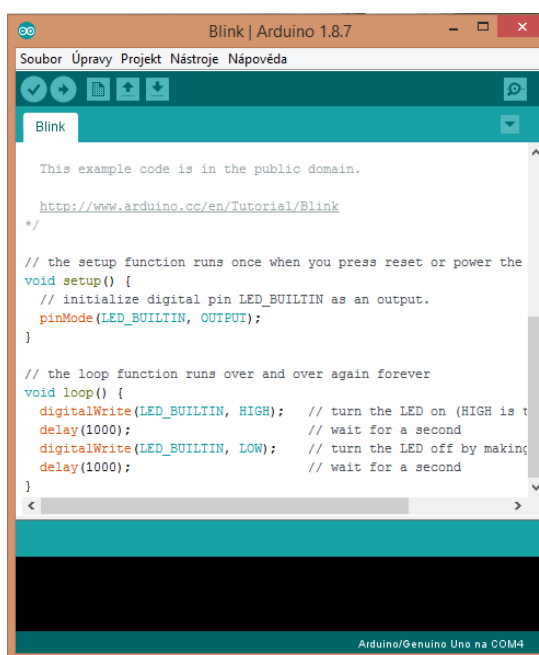 Blink | Arduino 1.8.7
Soubor Úpravy Projekt Nástroje Nápověda
Blink
This example code is in the public domain.
http://www.arduino.cc/en/Tutorial/Blink
*/
// the setup function runs once when you press reset or power the
void setup() {
// initialize digital pin LED_BUILTIN as an output.
pinMode(LED_BUILTIN, OUTPUT);
}
// the loop function runs over and over again forever
void loop() {
digitalWrite(LED_BUILTIN, HIGH); // turn the LED on (HIGH is t
delay(1000); // wait for a second
digitalWrite(LED_BUILTIN, LOW); // turn the LED off by making
delay(1000); // wait for a second
}
Arduino/Genuino Uno na COM4